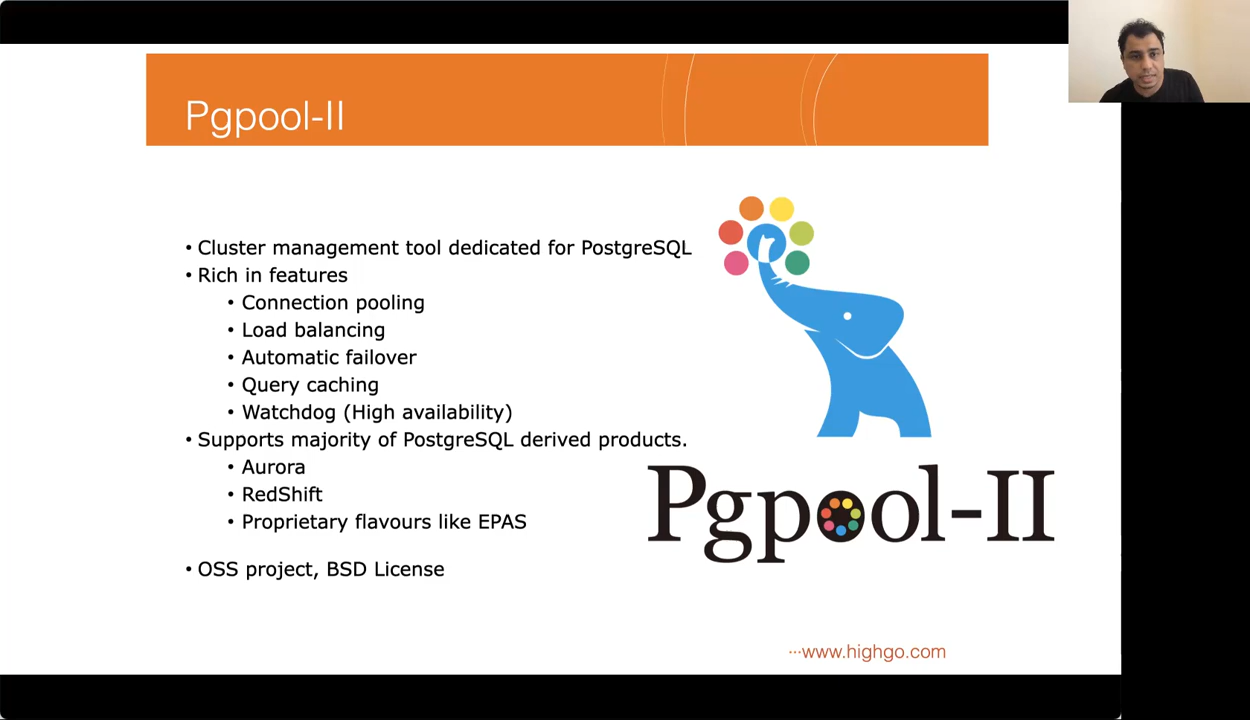 Pgpool-II
• Cluster management tool dedicated for PostgreSQL
• Rich in features
• Connection pooling
• Load balancing
• Automatic failover
• Query caching
• Watchdog (High availability)
• Supports majority of PostgreSQL derived products.
• Aurora
• RedShift
• Proprietary flavours like EPAS
• OSS project, BSD License
Pgpool-II
···www.highgo.com